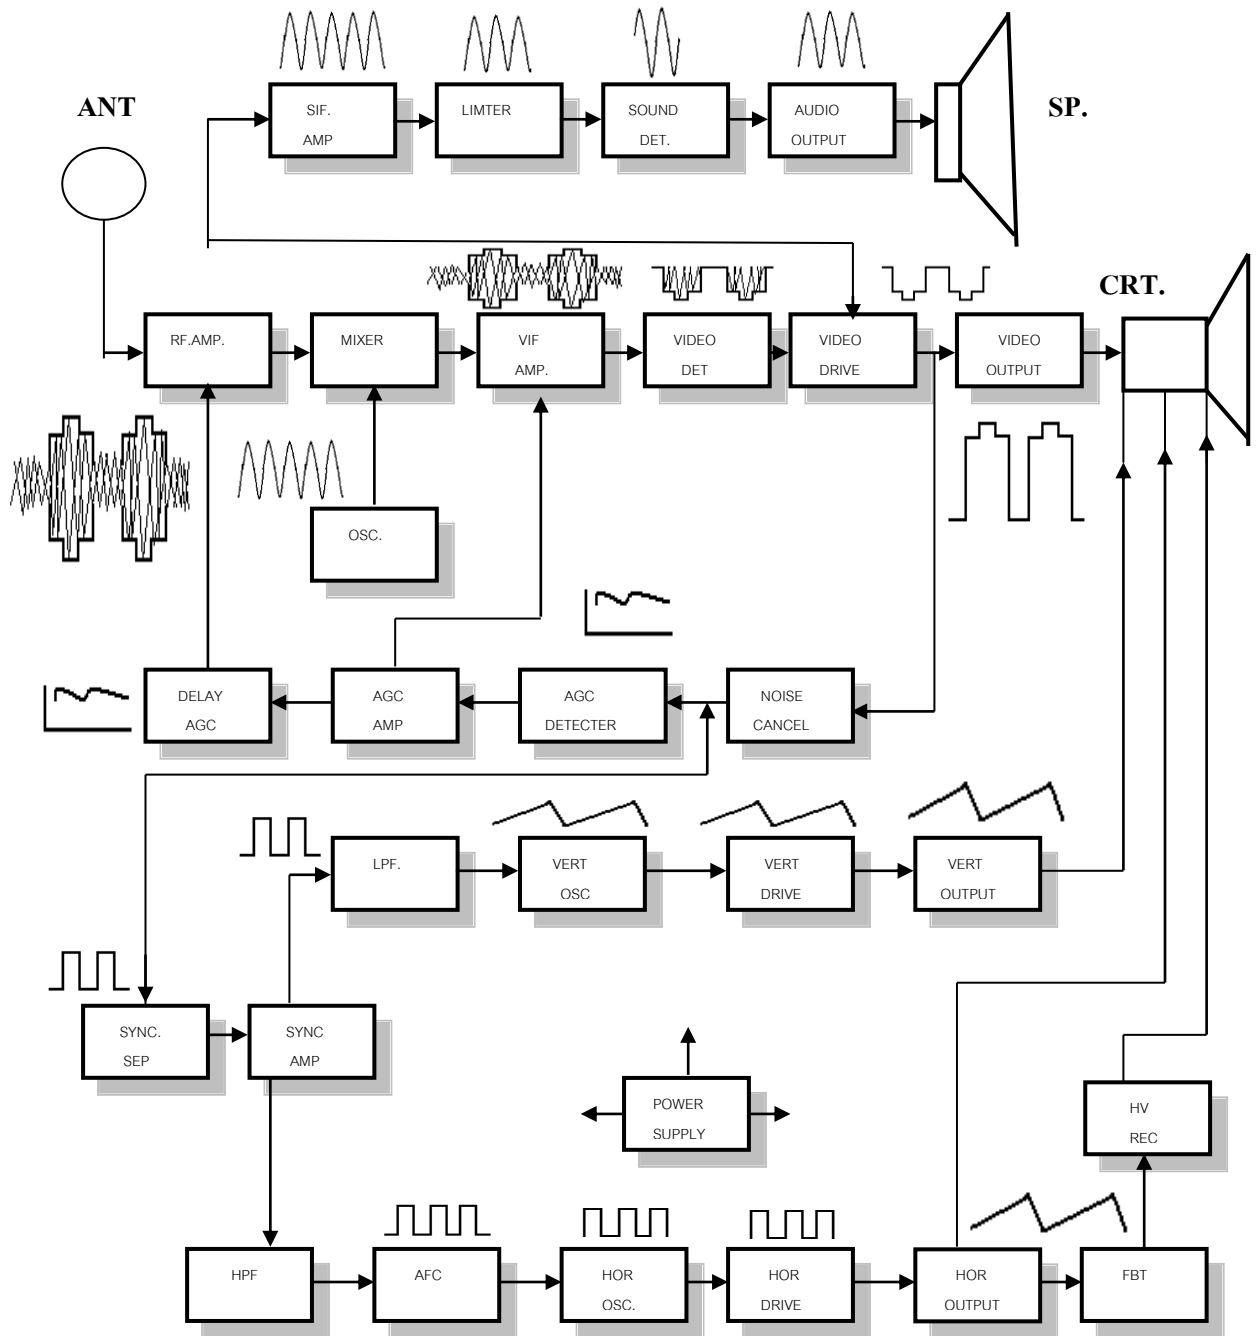 SIF.
AMP
LIMTER
SOUND
DET.
AUDIO
OUTPUT
SP.
ANT
CRT.
RF.AMP.
MIXER
VIF
AMP.
VIDEO
DET
VIDEO
DRIVE
VIDEO
OUTPUT
OSC.
DELAY
AGC
AGC
AMP
AGC
DETECTER
NOISE
CANCEL
LPF.
VERT
OSC
VERT
DRIVE
VERT
OUTPUT
SYNC.
SEP
SYNC
AMP
POWER
SUPPLY
HV
REC
HPF
AFC
HOR
OSC.
HOR
DRIVE
HOR
OUTPUT
FBT